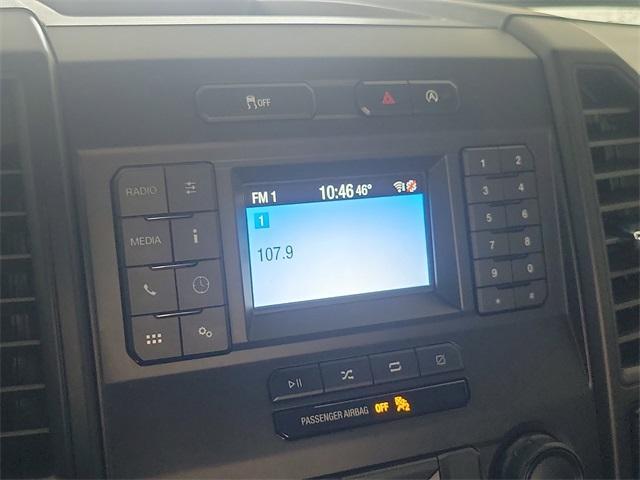 OFF
A
FM 1 10:46 46°
1
107.9
RADIO
MEDIA
i
1 2
3 4
5 6
7 8
9 0
* #
PASSENGER AIRBAG OFF 2